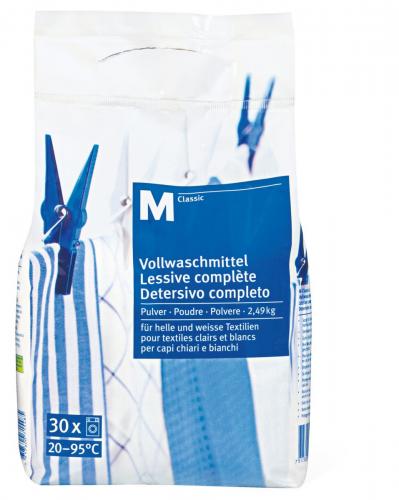 M Classic
Vollwaschmittel
Lessive complète
Detersivo completo
Pulver · Poudre · Polvere · 2,49 kg
für helle und weisse Textilien
pour textiles clairs et blancs
per capi chiari e bianchi
30 x
20–95°C